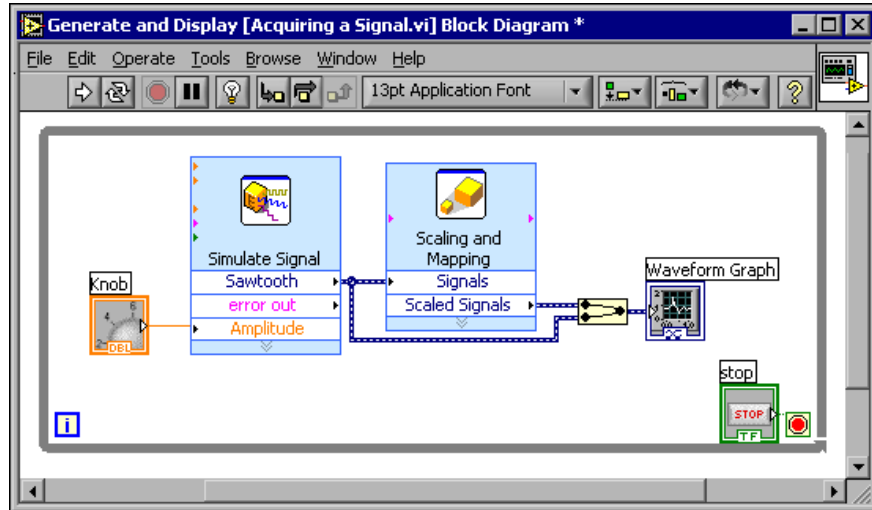 Generate and Display [Acquiring a Signal.vi] Block Diagram *
File Edit Operate Tools Browse Window Help
13pt Application Font
Simulate Signal
Sawtooth
error out
Amplitude
Scaling and
Mapping
Signals
Scaled Signals
Knob
DBL
Waveform Graph
stop
STOP
TF
i